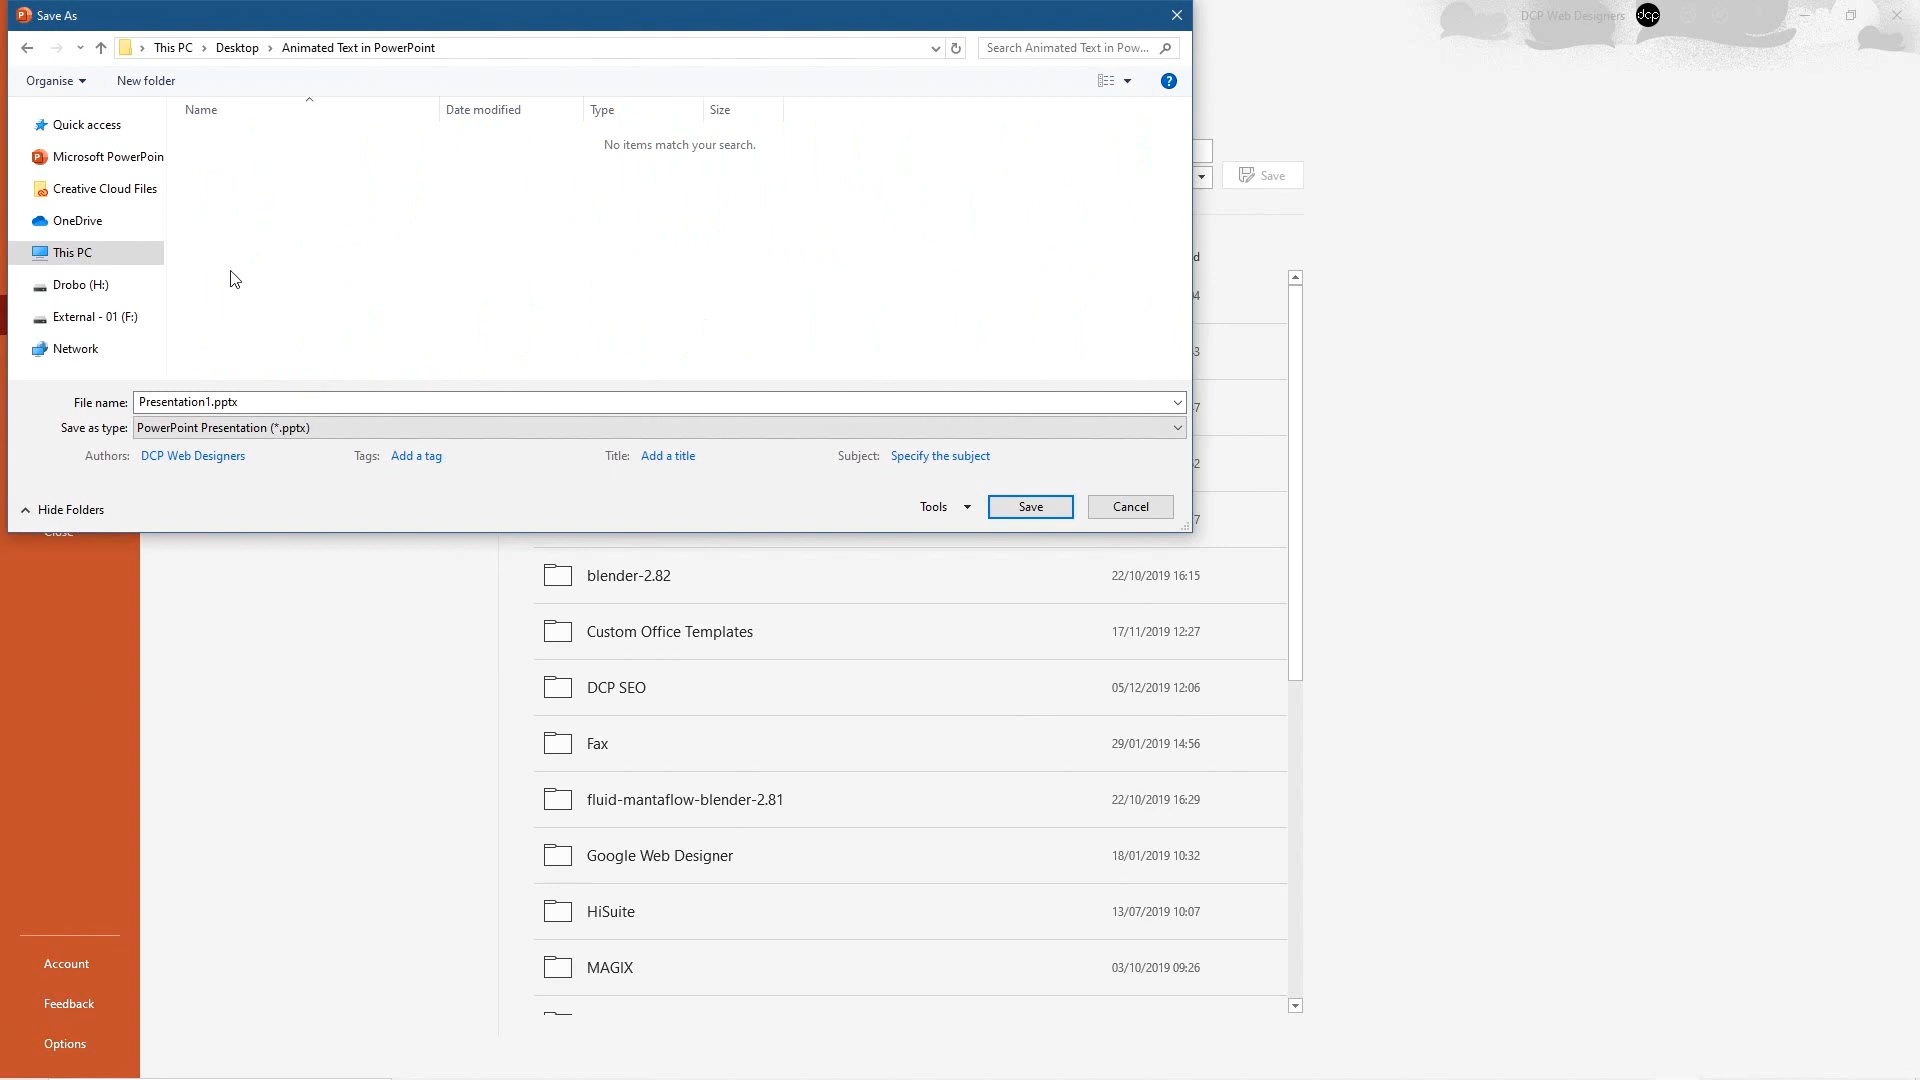 Save As
DCP Web Designers
dcp
This PC
Desktop
Animated Text in PowerPoint
Search Animated Text in Pow...
Organise
New folder
Name
Date modified
Type
Size
No items match your search.
Quick access
Microsoft PowerPoin
Creative Cloud Files
OneDrive
This PC
Drobo (H:)
External - 01 (F:)
Network
Save
File name:
Presentation1.pptx
Save as type:
PowerPoint Presentation (*.pptx)
Authors: DCP Web Designers
Tags: Add a tag
Title: Add a title
Subject: Specify the subject
Hide Folders
Tools
Save
Cancel
Close
blender-2.82
22/10/2019 16:15
Custom Office Templates
17/11/2019 12:27
DCP SEO
05/12/2019 12:06
Fax
29/01/2019 14:56
fluid-mantaflow-blender-2.81
22/10/2019 16:29
Google Web Designer
18/01/2019 10:32
HiSuite
13/07/2019 10:07
MAGIX
03/10/2019 09:26
Account
Feedback
Options